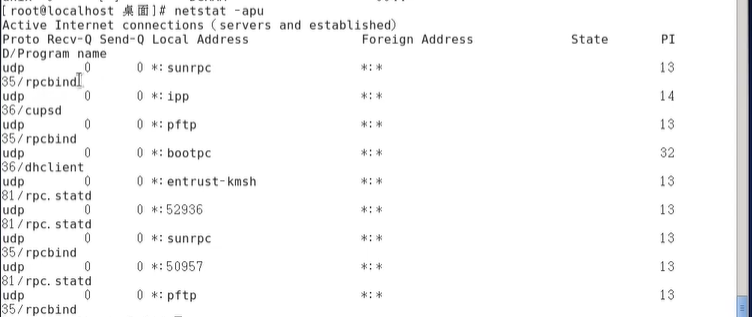 [root@localhost 桌面]# netstat -apu
Active Internet connections (servers and established)
Proto Recv-Q Send-Q Local Address               Foreign Address             State       PI
D/Program name
udp        0      0 *:sunrpc                    *:*                                     13
35/rpcbind
udp        0      0 *:ipp                       *:*                                     14
36/cupsd
udp        0      0 *:pftp                      *:*                                     13
35/rpcbind
udp        0      0 *:bootpc                    *:*                                     32
36/dhclient
udp        0      0 *:entrust-kmsh              *:*                                     13
81/rpc.statd
udp        0      0 *:52936                     *:*                                     13
81/rpc.statd
udp        0      0 *:sunrpc                    *:*                                     13
35/rpcbind
udp        0      0 *:50957                     *:*                                     13
81/rpc.statd
udp        0      0 *:pftp                      *:*                                     13
35/rpcbind